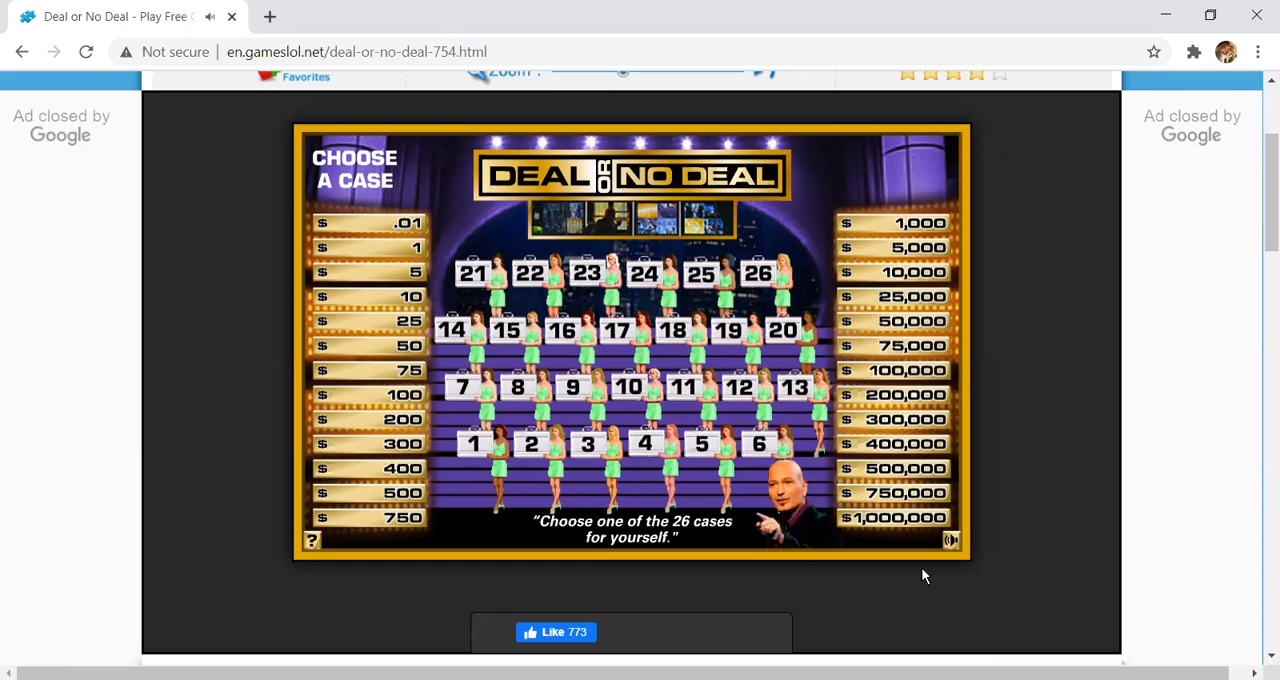 Deal or No Deal - Play Free
Not secure
en.gameslol.net/deal-or-no-deal-754.html
Favorites
Zoom :
Ad closed by
Google
Ad closed by
Google
CHOOSE
A CASE
DEAL OR NO DEAL
$ .01
$ 1
$ 5
$ 10
$ 25
$ 50
$ 75
$ 100
$ 200
$ 300
$ 400
$ 500
$ 750
21 22 23 24 25 26
14 15 16 17 18 19 20
7 8 9 10 11 12 13
1 2 3 4 5 6
$ 1,000
$ 5,000
$ 10,000
$ 25,000
$ 50,000
$ 75,000
$ 100,000
$ 200,000
$ 300,000
$ 400,000
$ 500,000
$ 750,000
$1,000,000
"Choose one of the 26 cases
for yourself."
?
Like 773